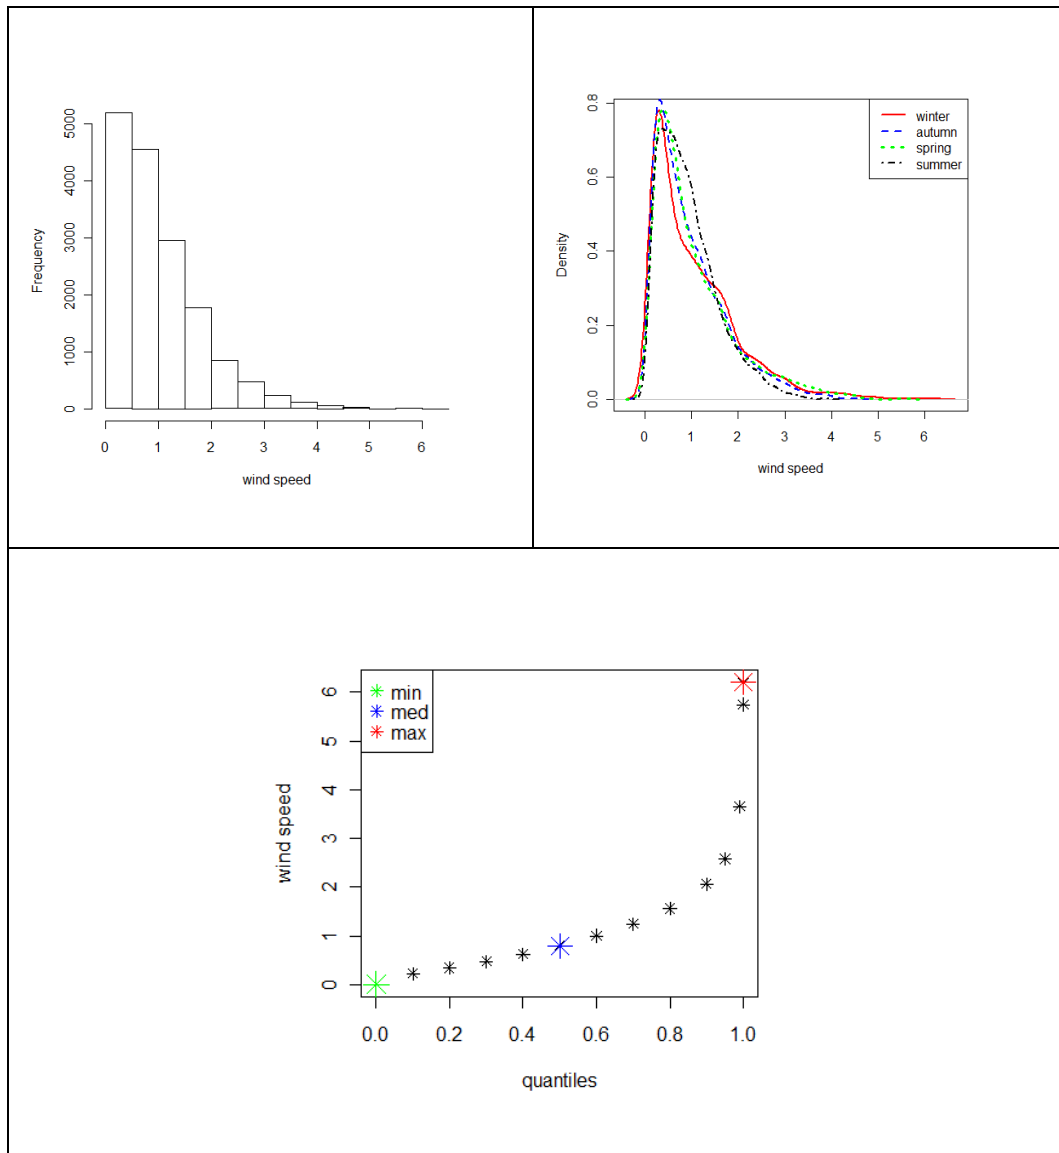 5000
4000
3000
2000
1000
0
Frequency
0 1 2 3 4 5 6
wind speed
0.8
0.6
0.4
0.2
0.0
Density
winter
autumn
spring
summer
0 1 2 3 4 5 6
wind speed
6
5
4
3
2
1
0
wind speed
min
med
max
0.0 0.2 0.4 0.6 0.8 1.0
quantiles